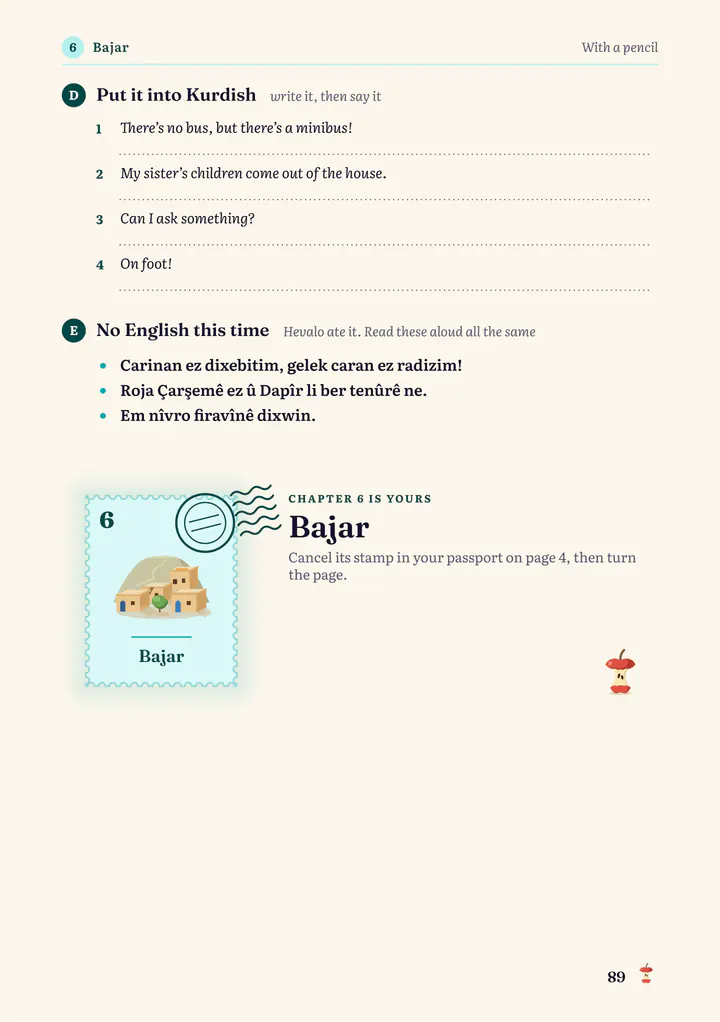 6 Bajar
With a pencil
D Put it into Kurdish write it, then say it
1 There's no bus, but there's a minibus!
2 My sister's children come out of the house.
3 Can I ask something?
4 On foot!
E No English this time Hevalo ate it. Read these aloud all the same
• Carinan ez dixebitim, gelek caran ez radizim!
• Roja Çarşemê ez û Dapîr li ber tenûrê ne.
• Em nîvro firavînê dixwin.
6
Bajar
CHAPTER 6 IS YOURS
Bajar
Cancel its stamp in your passport on page 4, then turn
the page.
89